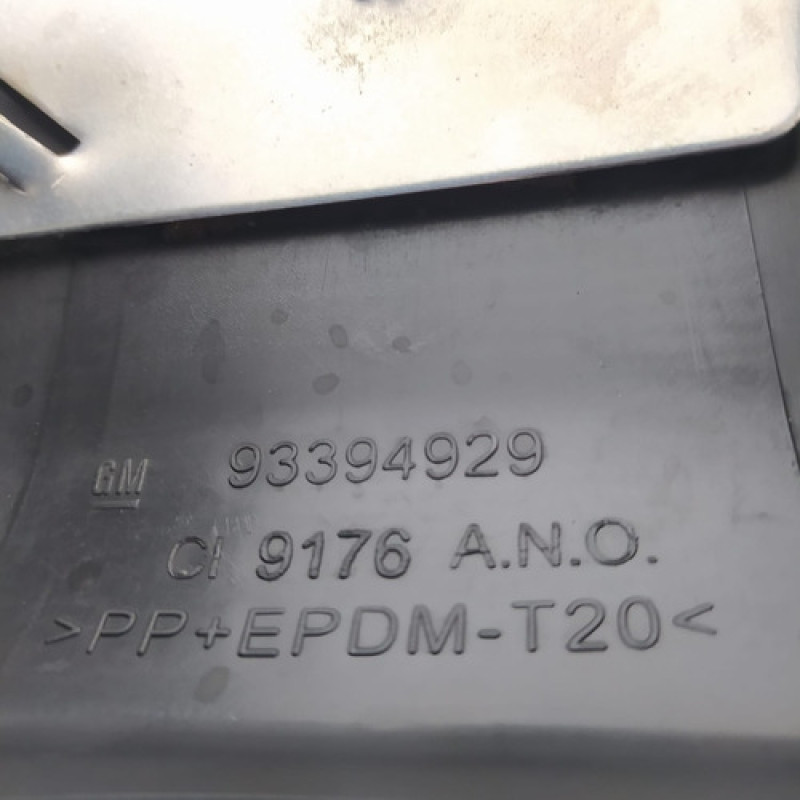 GM 93394929
CI 9176 A.N.O.
>PP+EPDM-T20<